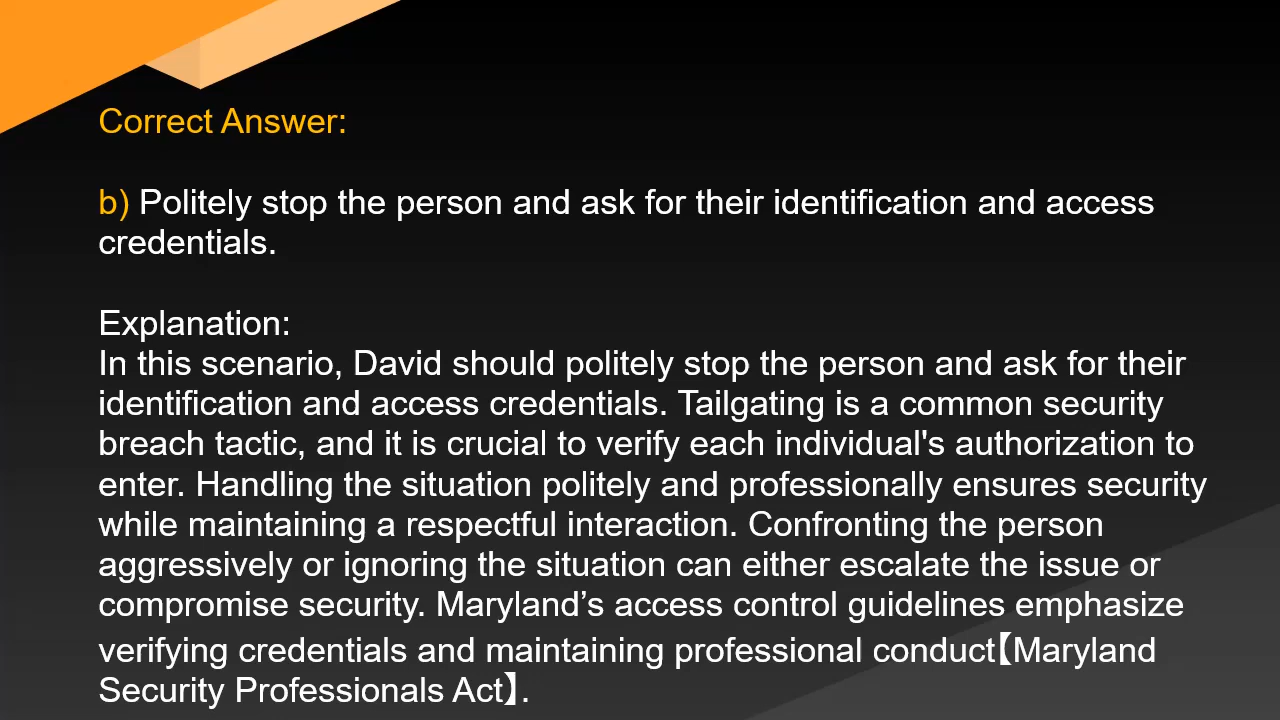 Correct Answer:
b) Politely stop the person and ask for their identification and access
credentials.
Explanation:
In this scenario, David should politely stop the person and ask for their
identification and access credentials. Tailgating is a common security
breach tactic, and it is crucial to verify each individual's authorization to
enter. Handling the situation politely and professionally ensures security
while maintaining a respectful interaction. Confronting the person
aggressively or ignoring the situation can either escalate the issue or
compromise security. Maryland’s access control guidelines emphasize
verifying credentials and maintaining professional conduct【Maryland
Security Professionals Act】.